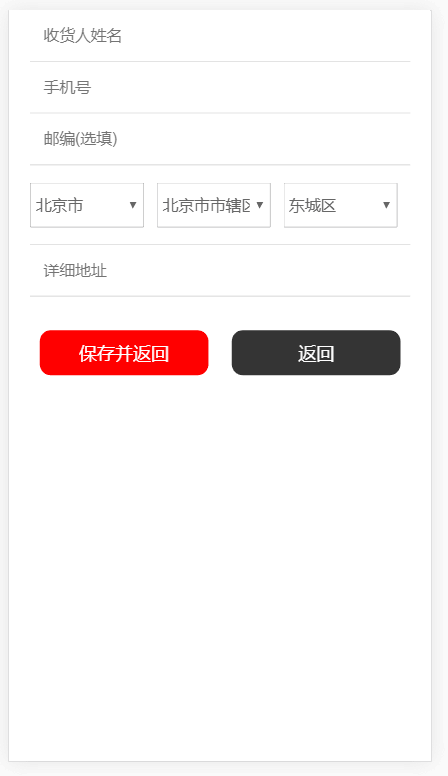 收货人姓名
手机号
邮编(选填)
北京市 北京市市辖 东城区
详细地址
保存并返回 返回